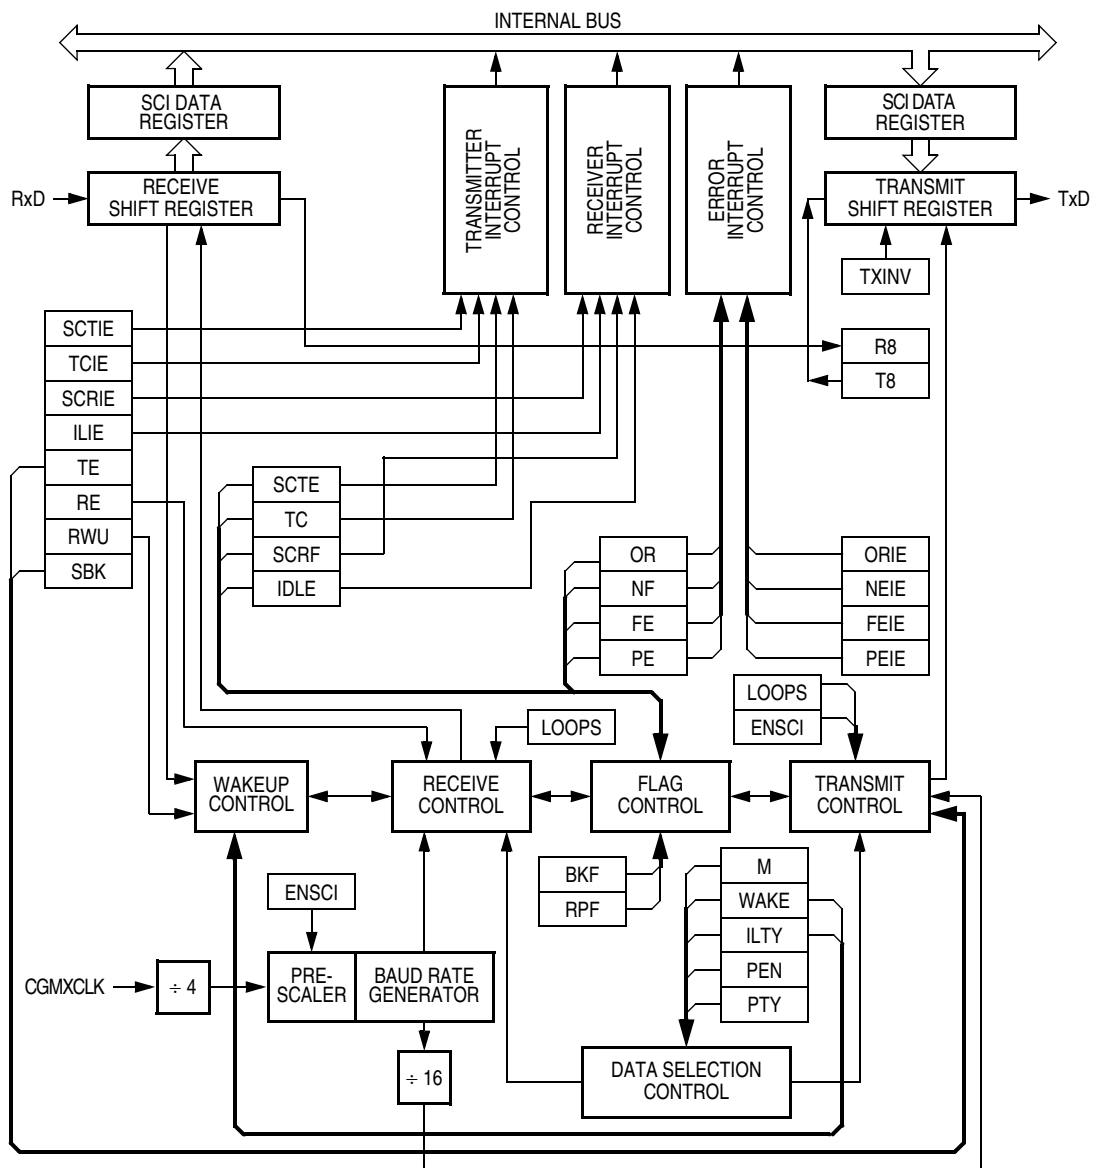 INTERNAL BUS
SCI DATA
REGISTER
SCI DATA
REGISTER
TRANSMITTER
INTERRUPT
CONTROL
RECEIVER
INTERRUPT
CONTROL
ERROR
INTERRUPT
CONTROL
RxD
RECEIVE
SHIFT REGISTER
TRANSMIT
SHIFT REGISTER
TxD
TXINV
SCTIE
TCIE
SCRIE
ILIE
TE
RE
RWU
SBK
R8
T8
SCTE
TC
SCRF
IDLE
OR
NF
FE
PE
ORIE
NEIE
FEIE
PEIE
LOOPS
LOOPS
ENSCI
WAKEUP
CONTROL
RECEIVE
CONTROL
FLAG
CONTROL
TRANSMIT
CONTROL
BKF
RPF
M
WAKE
ILTY
PEN
PTY
ENSCI
CGMXCLK
÷ 4
PRE-
SCALER
BAUD RATE
GENERATOR
÷ 16
DATA SELECTION
CONTROL